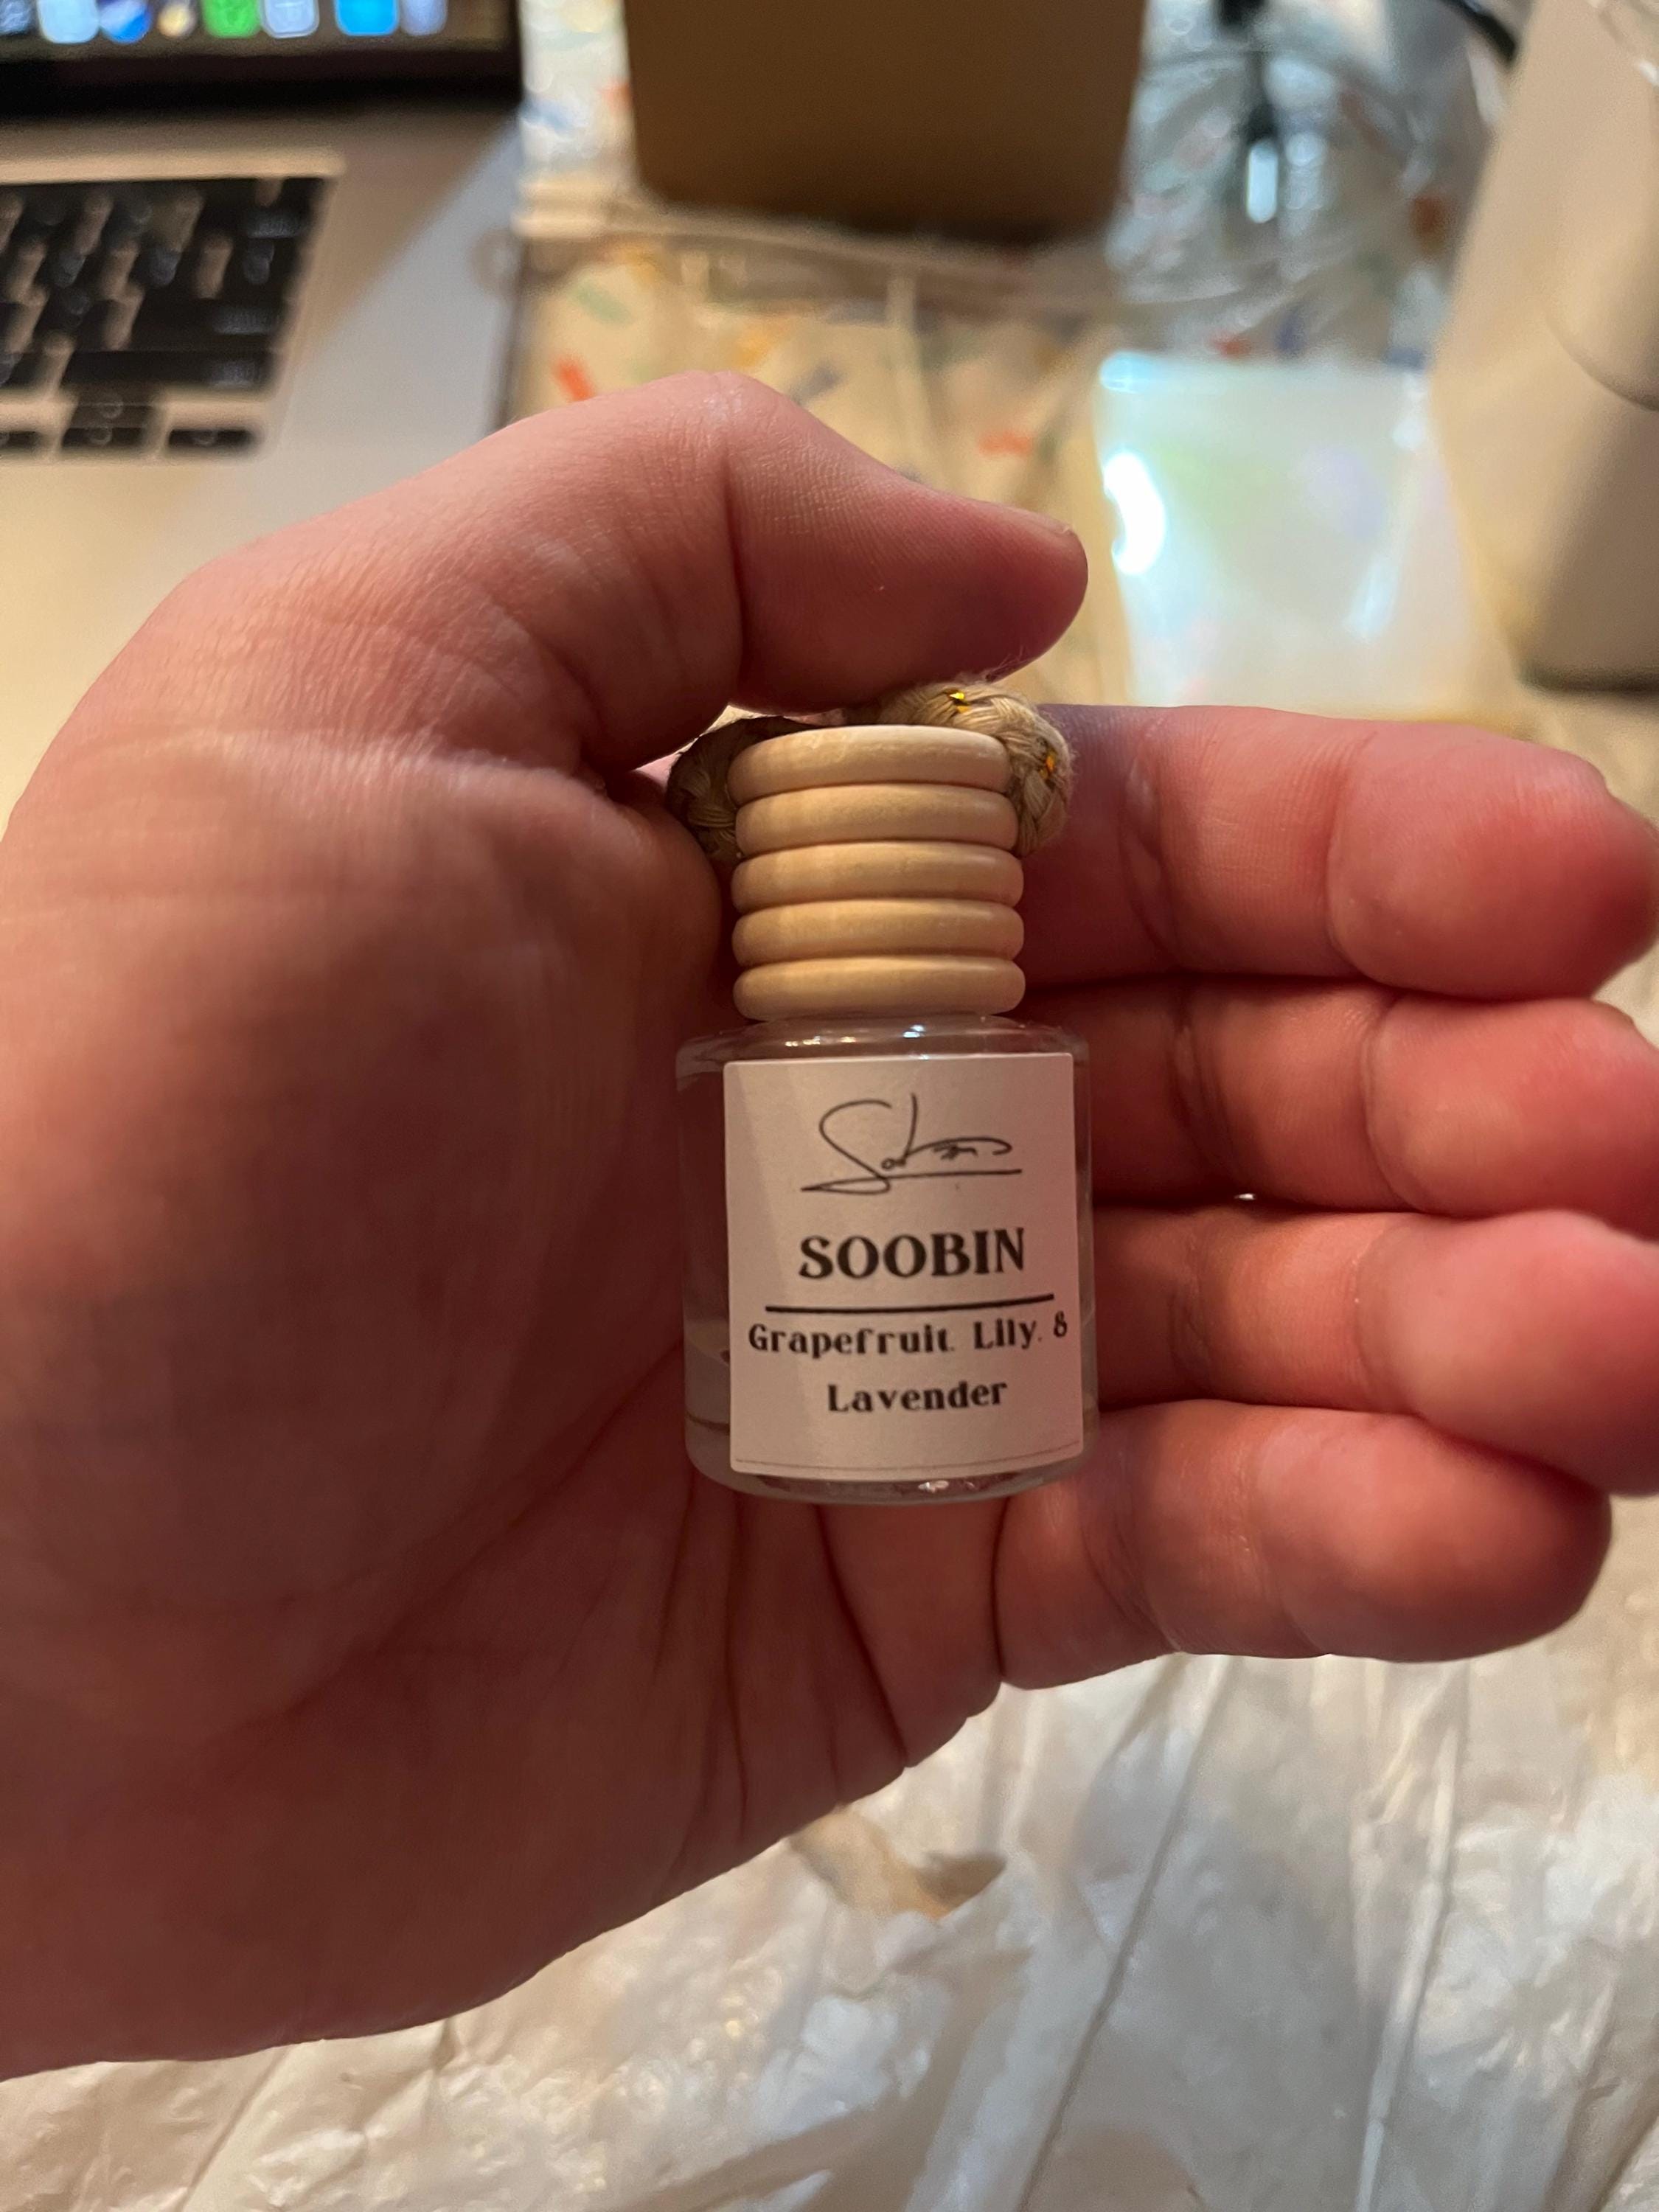 SOOBIN
Grapefruit, Lily, &
Lavender